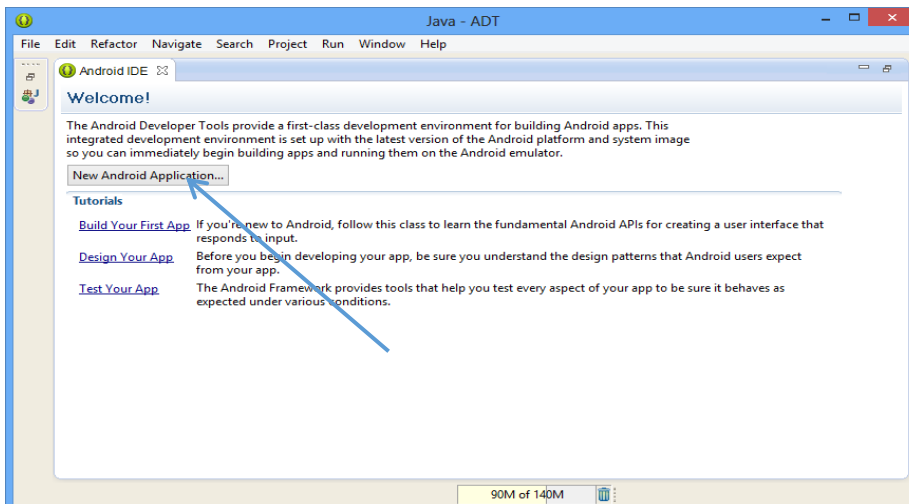 Java - ADT
File Edit Refactor Navigate Search Project Run Window Help
Android IDE
Welcome!
The Android Developer Tools provide a first-class development environment for building Android apps. This
integrated development environment is set up with the latest version of the Android platform and system image
so you can immediately begin building apps and running them on the Android emulator.
New Android Application...
Tutorials
Build Your First App If you're new to Android, follow this class to learn the fundamental Android APIs for creating a user interface that
responds to input.
Design Your App Before you begin developing your app, be sure you understand the design patterns that Android users expect
from your app.
Test Your App The Android Framework provides tools that help you test every aspect of your app to be sure it behaves as
expected under various conditions.
90M of 140M